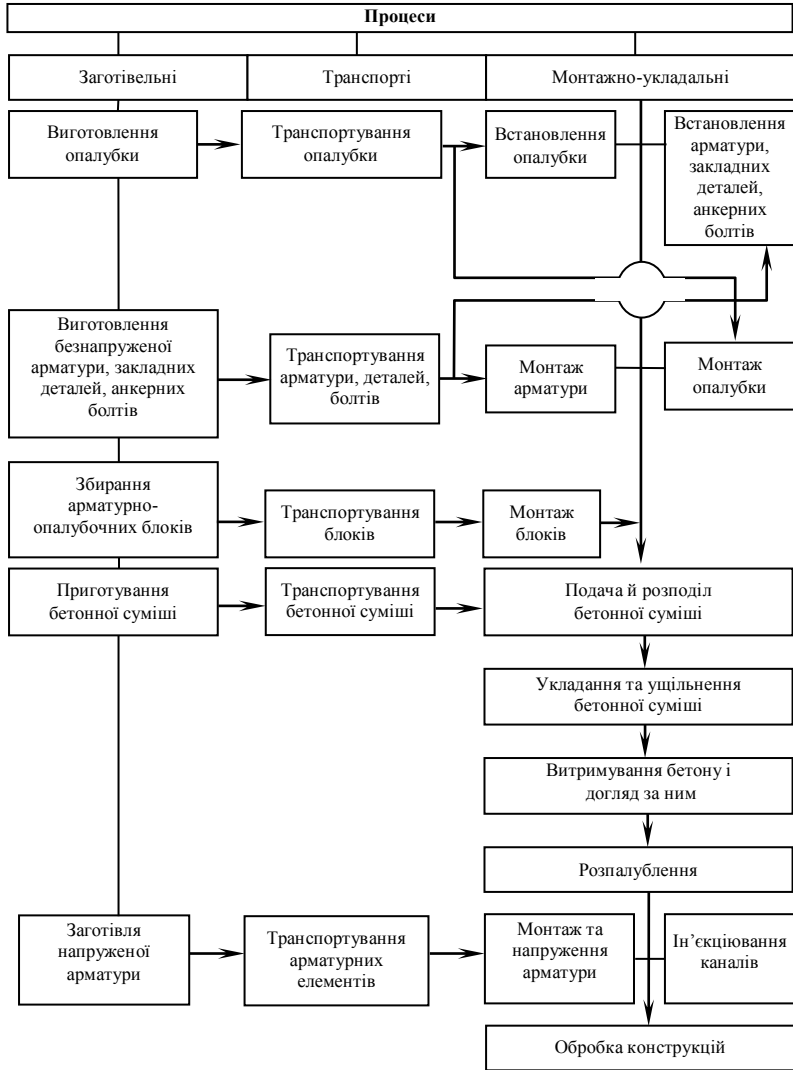 Процеси
Заготівельні
Транспорті
Монтажно-укладальні
Виготовлення
опалубки
Транспортування
опалубки
Встановлення
опалубки
Встановлення
арматури,
закладних
деталей,
анкерних
болтів
Виготовлення
безнапруженої
арматури, закладних
деталей, анкерних
болтів
Транспортування
арматури, деталей,
болтів
Монтаж
арматури
Монтаж
опалубки
Збирання
арматурно-
опалубочних блоків
Транспортування
блоків
Монтаж
блоків
Приготування
бетонної суміші
Транспортування
бетонної суміші
Подача й розподіл
бетонної суміші
Укладання та ущільнення
бетонної суміші
Витримування бетону і
догляд за ним
Розпалублення
Заготівля
напруженої
арматури
Транспортування
арматурних
елементів
Монтаж та
напруження
арматури
Ін’єкціювання
каналів
Обробка конструкцій